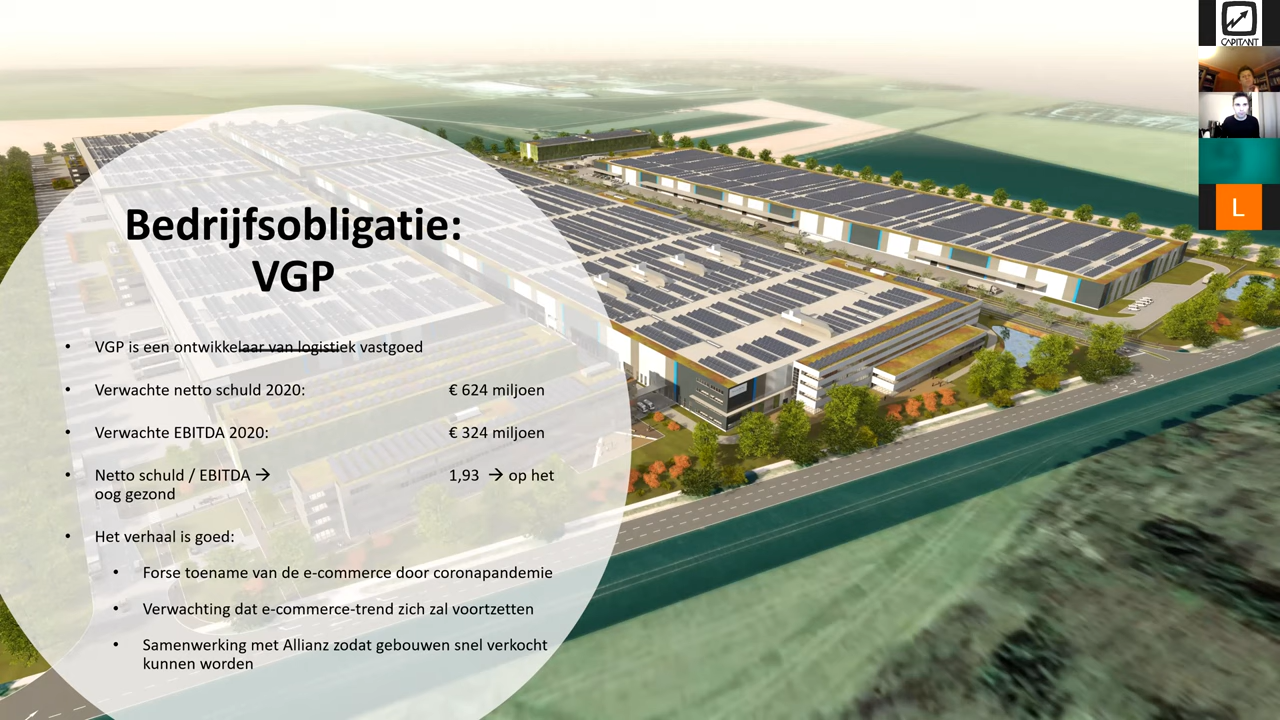 CAPITANT
L
Bedrijfsobligatie:
VGP
• VGP is een ontwikkelaar van logistiek vastgoed
• Verwachte netto schuld 2020: € 624 miljoen
• Verwachte EBITDA 2020: € 324 miljoen
• Netto schuld / EBITDA → 1,93 → op het
oog gezond
• Het verhaal is goed:
• Forse toename van de e-commerce door coronapandemie
• Verwachting dat e-commerce-trend zich zal voortzetten
• Samenwerking met Allianz zodat gebouwen snel verkocht
kunnen worden